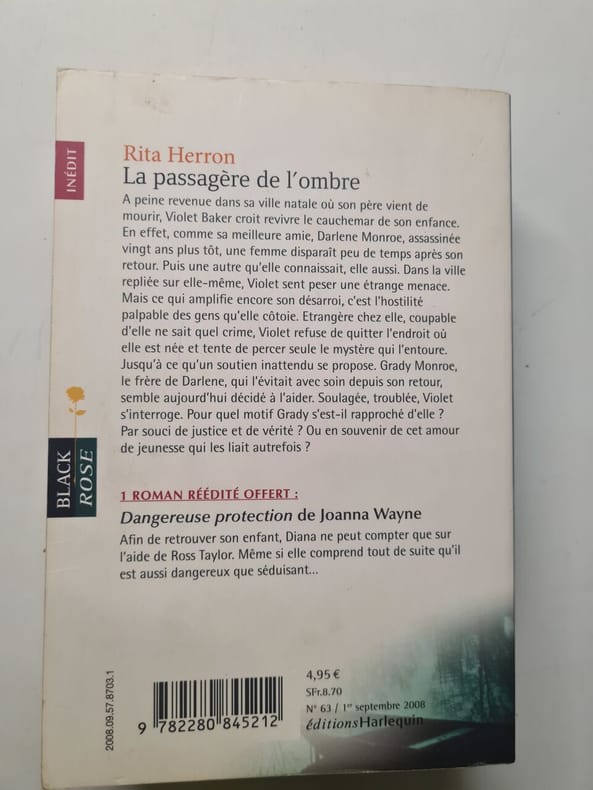 INÉDIT
Rita Herron
La passagère de l'ombre
A peine revenue dans sa ville natale où son père vient de
mourir, Violet Baker croit revivre le cauchemar de son enfance.
En effet, comme sa meilleure amie, Darlene Monroe, assassinée
vingt ans plus tôt, une femme disparaît peu de temps après son
retour. Puis une autre qu'elle connaissait, elle aussi. Dans la ville
repliée sur elle-même, Violet sent peser une étrange menace.
Mais ce qui amplifie encore son désarroi, c'est l'hostilité
palpable des gens qu'elle côtoie. Etrangère chez elle, coupable
d'elle ne sait quel crime, Violet refuse de quitter l'endroit où
elle est née et tente de percer seule le mystère qui l'entoure.
Jusqu'à ce qu'un soutien inattendu se propose. Grady Monroe,
le frère de Darlene, qui l'évitait avec soin depuis son retour,
semble aujourd'hui décidé à l'aider. Soulagée, troublée, Violet
s'interroge. Pour quel motif Grady s'est-il rapproché d'elle ?
Par souci de justice et de vérité ? Ou en souvenir de cet amour
de jeunesse qui les liait autrefois ?
BLACK
ROSE
1 ROMAN RÉÉDITÉ OFFERT :
Dangereuse protection de Joanna Wayne
Afin de retrouver son enfant, Diana ne peut compter que sur
l'aide de Ross Taylor. Même si elle comprend tout de suite qu'il
est aussi dangereux que séduisant...
2008.09.57.8703.1
9 782280 845212
4,95 €
SFr.8.70
N° 63 / 1er septembre 2008
éditionsHarlequin